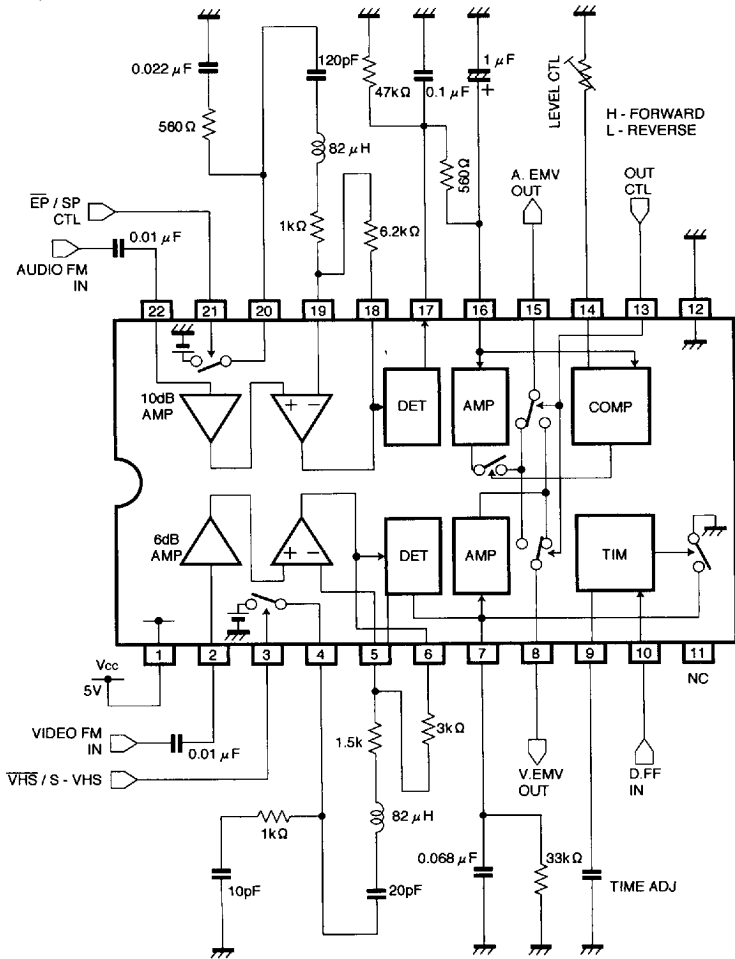 0.022 μF
560Ω
120pF
82 μH
1kΩ
47kΩ
0.1 μF
6.2kΩ
1 μF
+
560Ω
LEVEL CTL
H - FORWARD
L - REVERSE
A. EMV
OUT
OUT
CTL
E̅P̅ / SP
CTL
0.01 μF
AUDIO FM
IN
22 21 20 19 18 17 16 15 14 13 12
10dB
AMP
+ −
DET
AMP
COMP
6dB
AMP
+ −
DET
AMP
TIM
1 2 3 4 5 6 7 8 9 10 11
NC
Vcc
5V
VIDEO FM
IN
0.01 μF
V̅H̅S̅ / S - VHS
1.5k
3kΩ
82 μH
1kΩ
10pF
20pF
V.EMV
OUT
D.FF
IN
0.068 μF
33kΩ
TIME ADJ